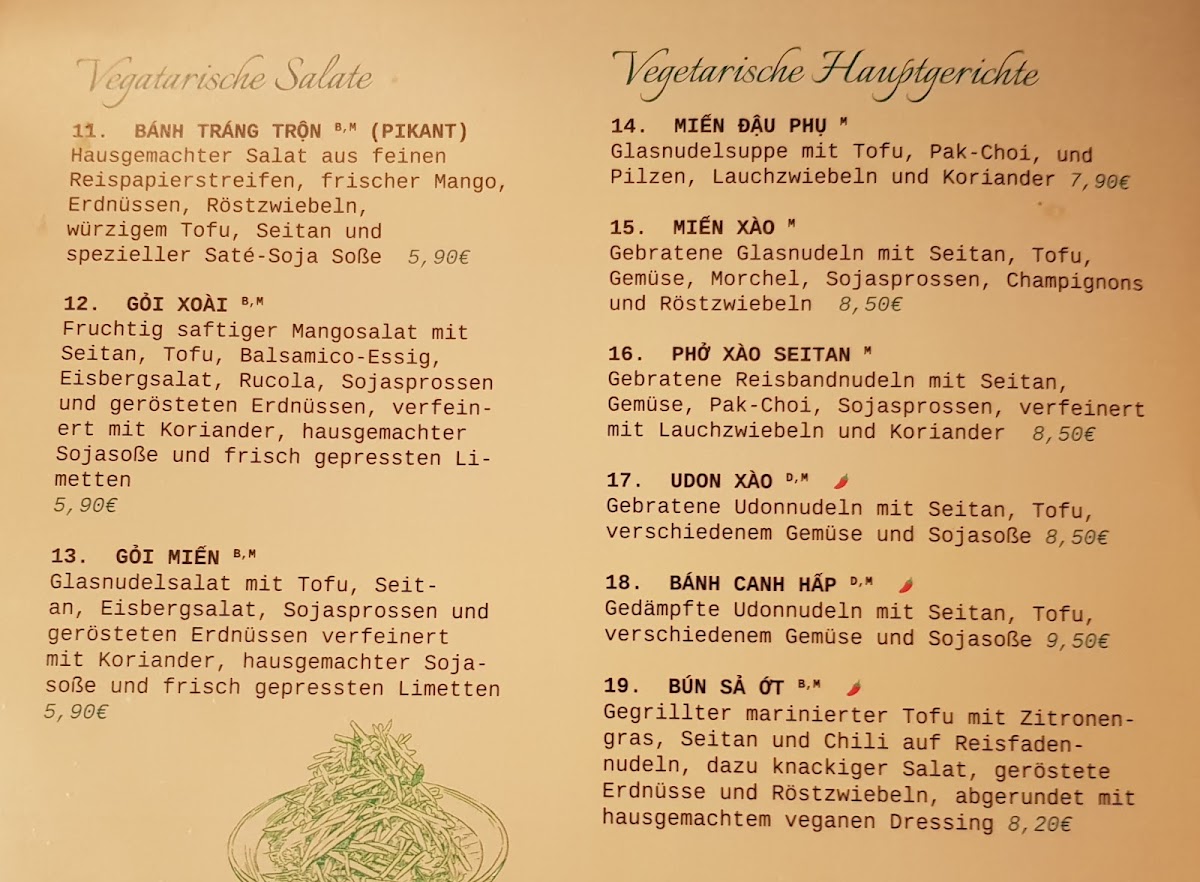 Vegatarische Salate
11. BÁNH TRÁNG TRỘN B,M (PIKANT)
Hausgemachter Salat aus feinen
Reispapierstreifen, frischer Mango,
Erdnüssen, Röstzwiebeln,
würzigem Tofu, Seitan und
spezieller Saté-Soja Soße 5,90€
12. GỎI XOÀI B,M
Fruchtig saftiger Mangosalat mit
Seitan, Tofu, Balsamico-Essig,
Eisbergsalat, Rucola, Sojasprossen
und gerösteten Erdnüssen, verfein-
ert mit Koriander, hausgemachter
Sojasoße und frisch gepressten Li-
metten
5,90€
13. GỎI MIẾN B,M
Glasnudelsalat mit Tofu, Seit-
an, Eisbergsalat, Sojasprossen und
gerösteten Erdnüssen verfeinert
mit Koriander, hausgemachter Soja-
soße und frisch gepressten Limetten
5,90€
Vegetarische Hauptgerichte
14. MIẾN ĐẬU PHỤ M
Glasnudelsuppe mit Tofu, Pak-Choi, und
Pilzen, Lauchzwiebeln und Koriander 7,90€
15. MIẾN XÀO M
Gebratene Glasnudeln mit Seitan, Tofu,
Gemüse, Morchel, Sojasprossen, Champignons
und Röstzwiebeln 8,50€
16. PHỞ XÀO SEITAN M
Gebratene Reisbandnudeln mit Seitan,
Gemüse, Pak-Choi, Sojasprossen, verfeinert
mit Lauchzwiebeln und Koriander 8,50€
17. UDON XÀO D,M
Gebratene Udonnudeln mit Seitan, Tofu,
verschiedenem Gemüse und Sojasoße 8,50€
18. BÁNH CANH HẤP D,M
Gedämpfte Udonnudeln mit Seitan, Tofu,
verschiedenem Gemüse und Sojasoße 9,50€
19. BÚN SẢ ỚT B,M
Gegrillter marinierter Tofu mit Zitronen-
gras, Seitan und Chili auf Reisfaden-
nudeln, dazu knackiger Salat, geröstete
Erdnüsse und Röstzwiebeln, abgerundet mit
hausgemachtem veganen Dressing 8,20€